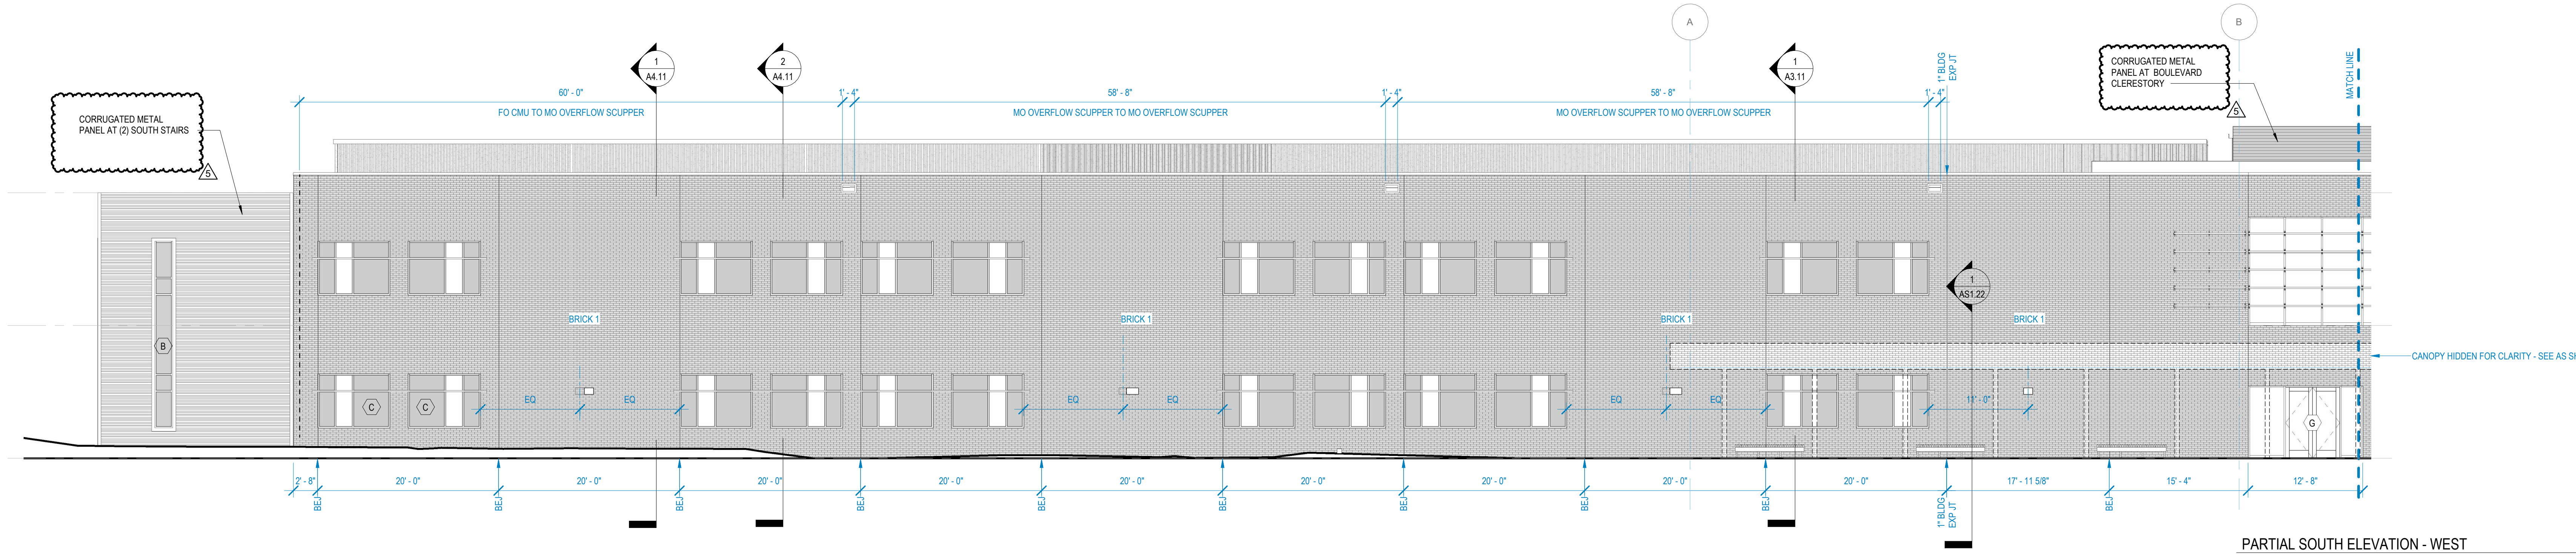 A
B
1
A4.11
2
A4.11
1
A3.11
1" BLDG
EXP JT
CORRUGATED METAL
PANEL AT BOULEVARD
CLERESTORY
5
MATCH LINE
CORRUGATED METAL
PANEL AT (2) SOUTH STAIRS
5
60' - 0"
1' - 4"
58' - 8"
1' - 4"
58' - 8"
1' - 4"
FO CMU TO MO OVERFLOW SCUPPER
MO OVERFLOW SCUPPER TO MO OVERFLOW SCUPPER
MO OVERFLOW SCUPPER TO MO OVERFLOW SCUPPER
1
AS1.22
BRICK 1
BRICK 1
BRICK 1
BRICK 1
B
CANOPY HIDDEN FOR CLARITY - SEE AS
C
C
EQ
EQ
EQ
EQ
EQ
EQ
11' - 0"
G
2' - 8"
20' - 0"
20' - 0"
20' - 0"
20' - 0"
20' - 0"
20' - 0"
20' - 0"
20' - 0"
20' - 0"
17' - 11 5/8"
15' - 4"
12' - 8"
BEJ
BEJ
BEJ
BEJ
BEJ
BEJ
BEJ
BEJ
BEJ
1" BLDG
EXP JT
BEJ
PARTIAL SOUTH ELEVATION - WEST